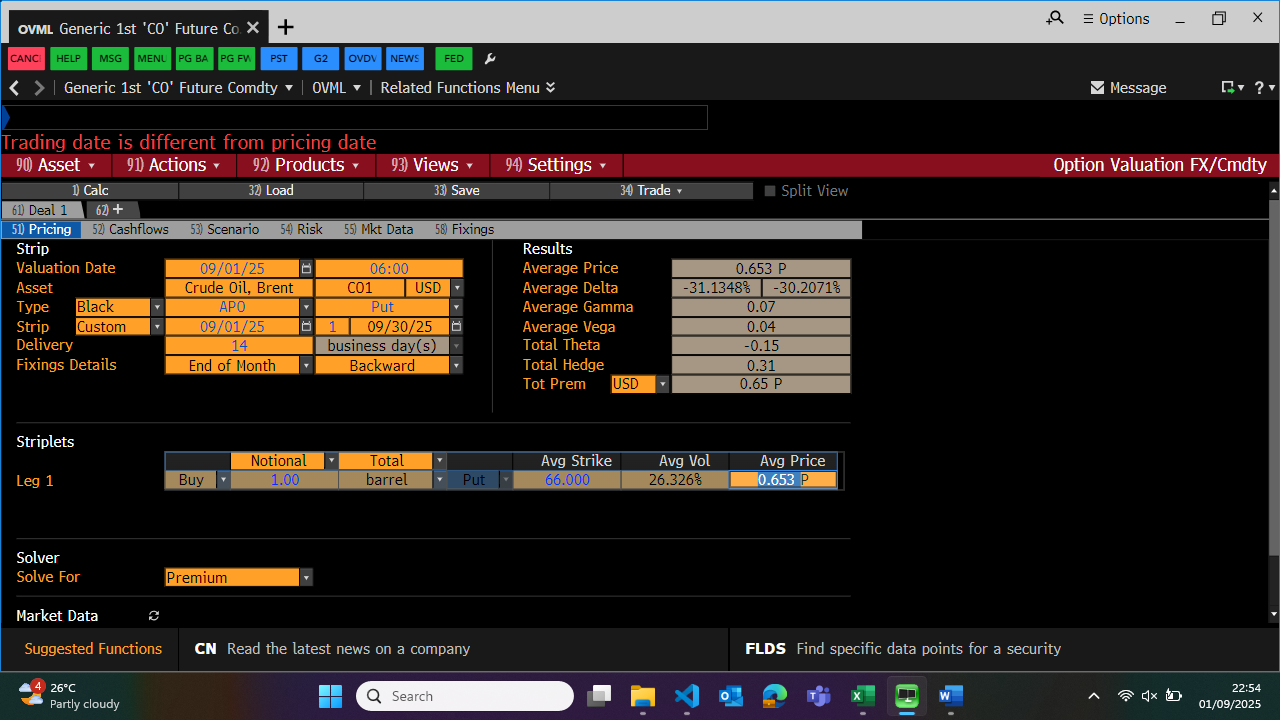 OVML Generic 1st 'CO' Future Co. × +
Options
CANC HELP MSG MENU PG BA PG FW PST G2 OVDV NEWS FED
Generic 1st 'CO' Future Comdty OVML Related Functions Menu Message ?
Trading date is different from pricing date
90) Asset 91) Actions 92) Products 93) Views 94) Settings Option Valuation FX/Cmdty
1) Calc 32) Load 33) Save 34) Trade Split View
61) Deal 1 62) +
51) Pricing 52) Cashflows 53) Scenario 54) Risk 55) Mkt Data 58) Fixings
Strip Results
Valuation Date 09/01/25 06:00 Average Price 0.653 P
Asset Crude Oil, Brent CO1 USD Average Delta -31.1348% -30.2071%
Type Black APO Put Average Gamma 0.07
Strip Custom 09/01/25 1 09/30/25 Average Vega 0.04
Delivery 14 business day(s) Total Theta -0.15
Fixings Details End of Month Backward Total Hedge 0.31
Tot Prem USD 0.65 P
Striplets
Notional Total Avg Strike Avg Vol Avg Price
Leg 1 Buy 1.00 barrel Put 66.000 26.326% 0.653 P
Solver
Solve For Premium
Market Data
Suggested Functions CN Read the latest news on a company FLDS Find specific data points for a security
4 26°C
Partly cloudy
Search
22:54
01/09/2025